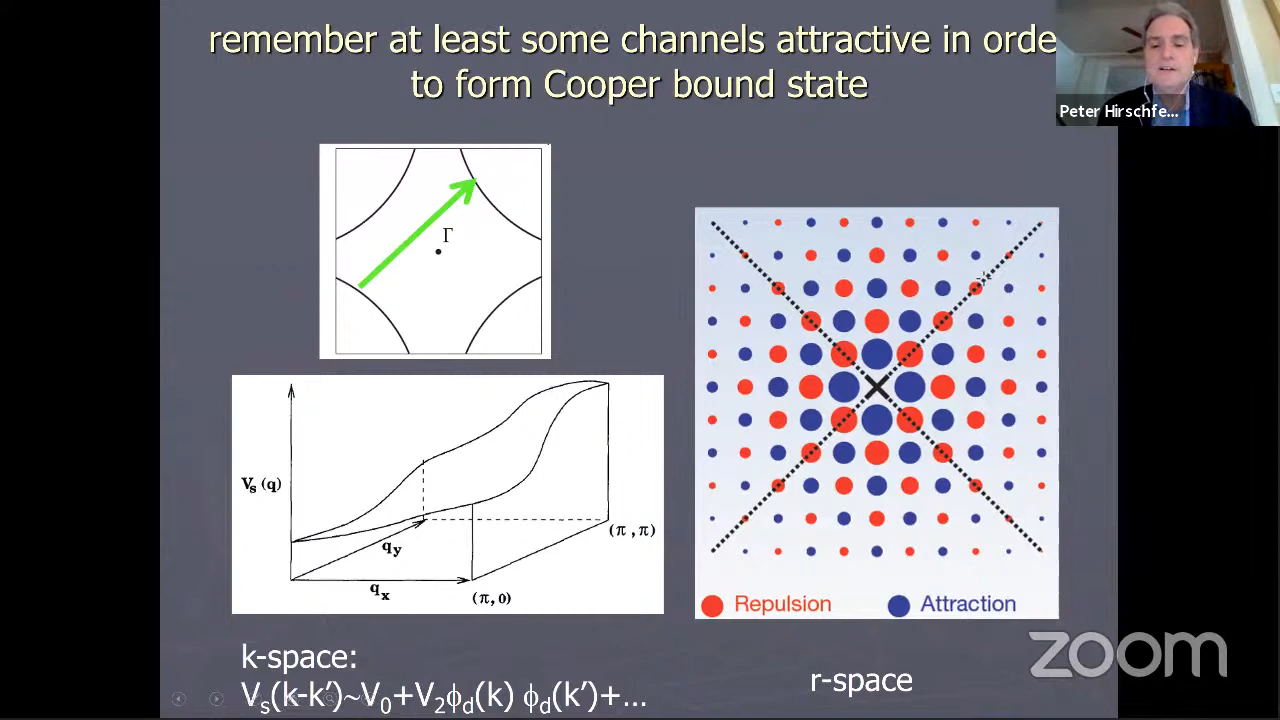 remember at least some channels attractive in orde
to form Cooper bound state
Peter Hirschfe...
Γ
Vs(q)
qy
(π,π)
qx
(π,0)
Repulsion
Attraction
zoom
k-space:
Vs(k-k′)~V0+V2ϕd(k) ϕd(k′)+…
r-space